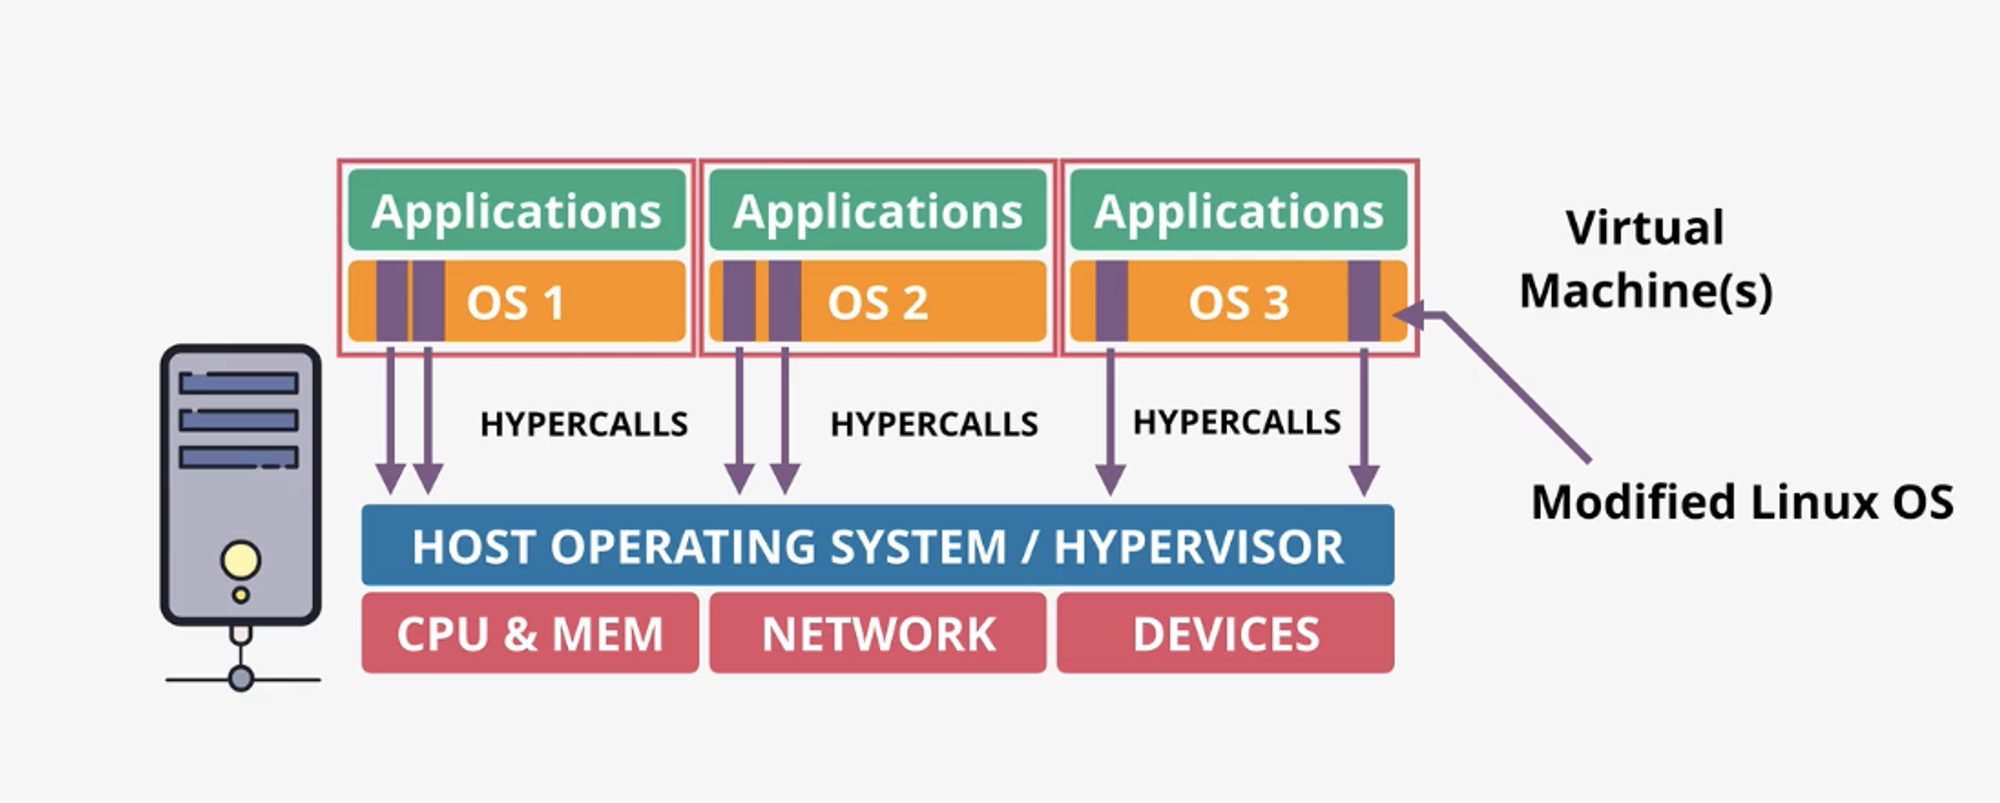 Applications
Applications
Applications
Virtual
Machine(s)
OS 1
OS 2
OS 3
HYPERCALLS
HYPERCALLS
HYPERCALLS
Modified Linux OS
HOST OPERATING SYSTEM / HYPERVISOR
CPU & MEM
NETWORK
DEVICES